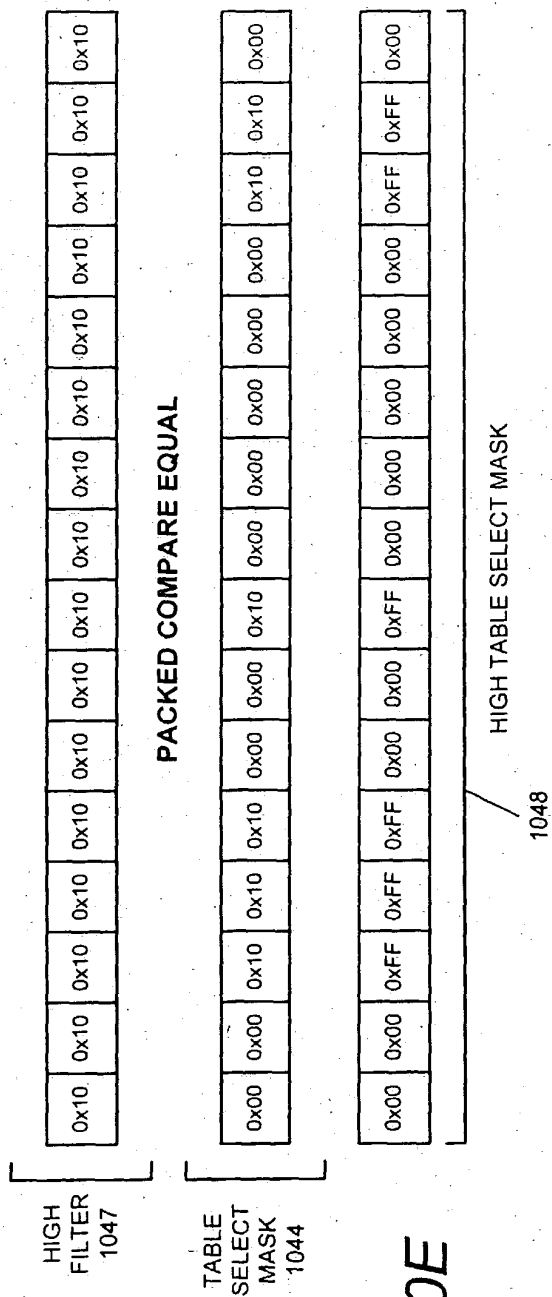 HIGH
FILTER
1047
0x10 0x10 0x10 0x10 0x10 0x10 0x10 0x10 0x10 0x10 0x10 0x10 0x10 0x10 0x10 0x10
PACKED COMPARE EQUAL
TABLE
SELECT
MASK
1044
0x00 0x00 0x10 0x10 0x10 0x00 0x00 0x10 0x00 0x00 0x00 0x00 0x00 0x10 0x10 0x00
0x00 0x00 0xFF 0xFF 0xFF 0x00 0x00 0xFF 0x00 0x00 0x00 0x00 0x00 0xFF 0xFF 0x00
HIGH TABLE SELECT MASK
1048
0E